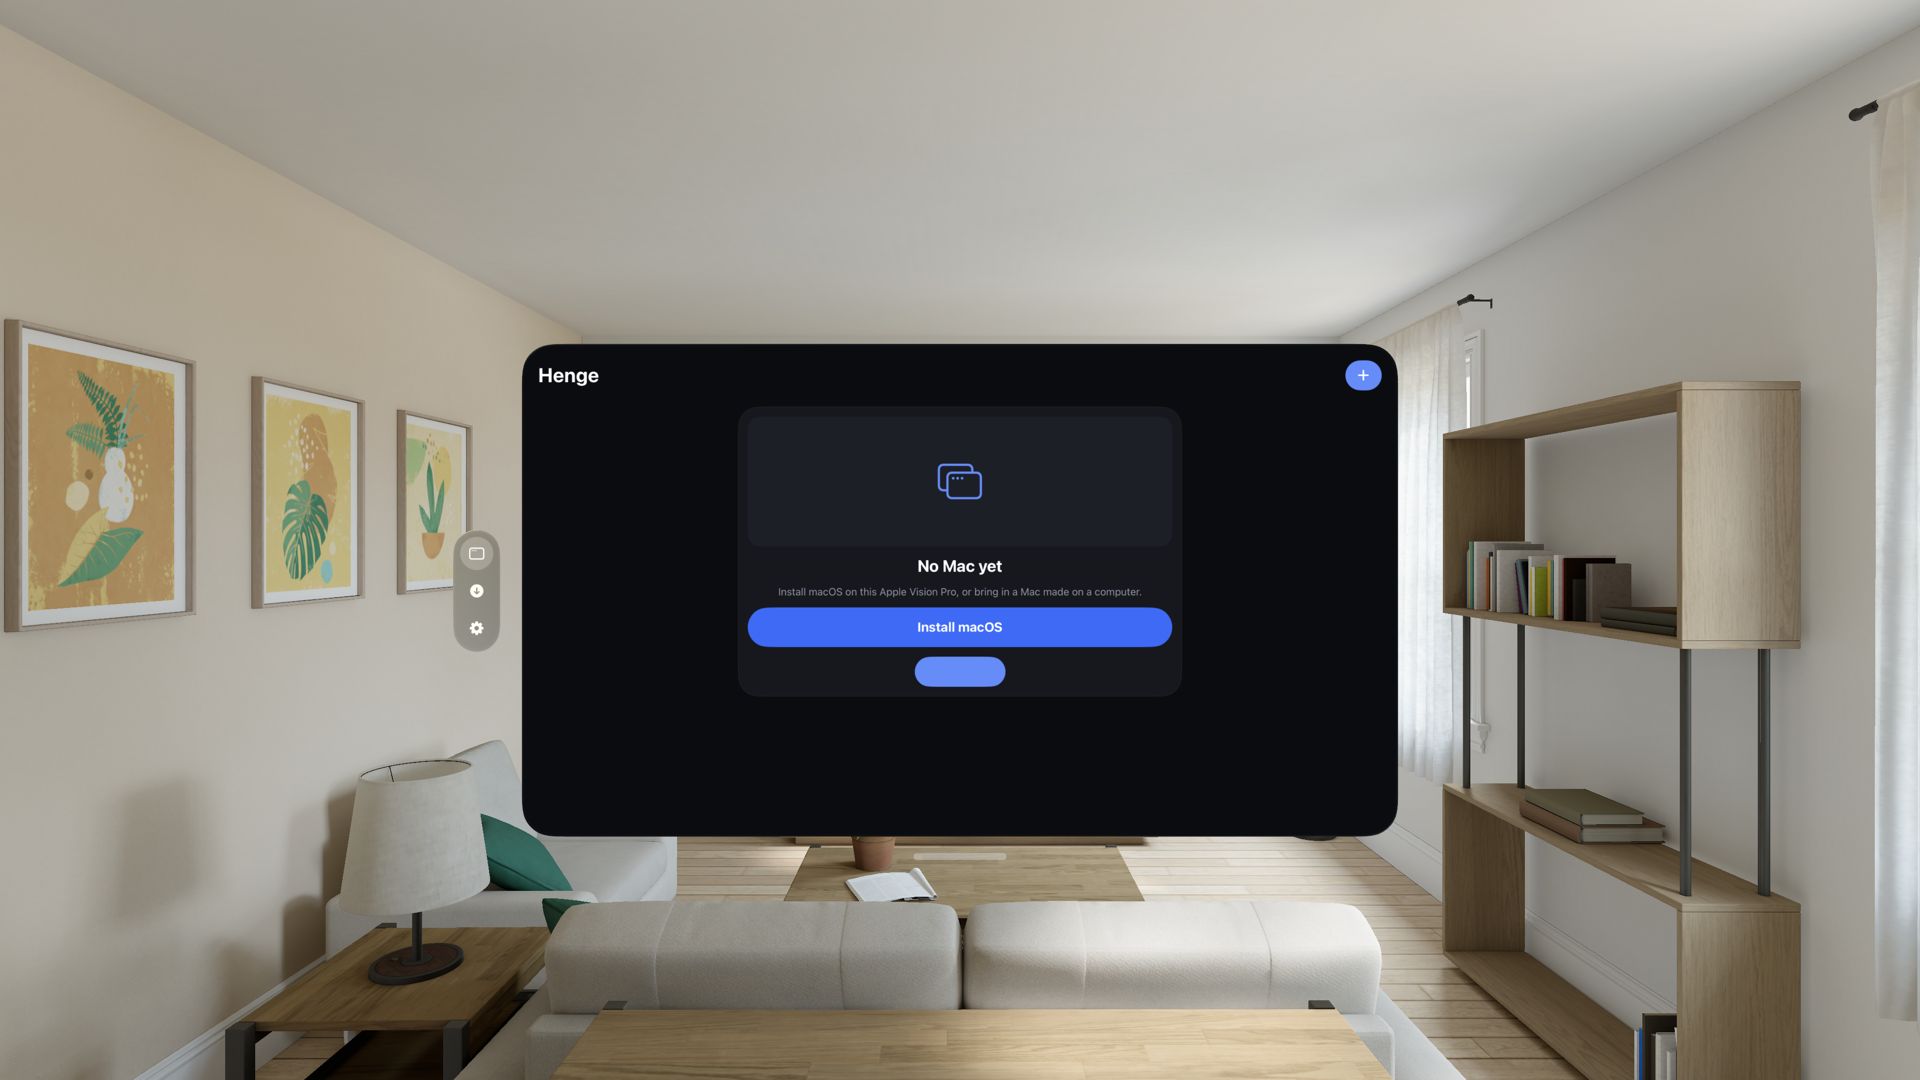 Henge
No Mac yet
Install macOS on this Apple Vision Pro, or bring in a Mac made on a computer.
Install macOS